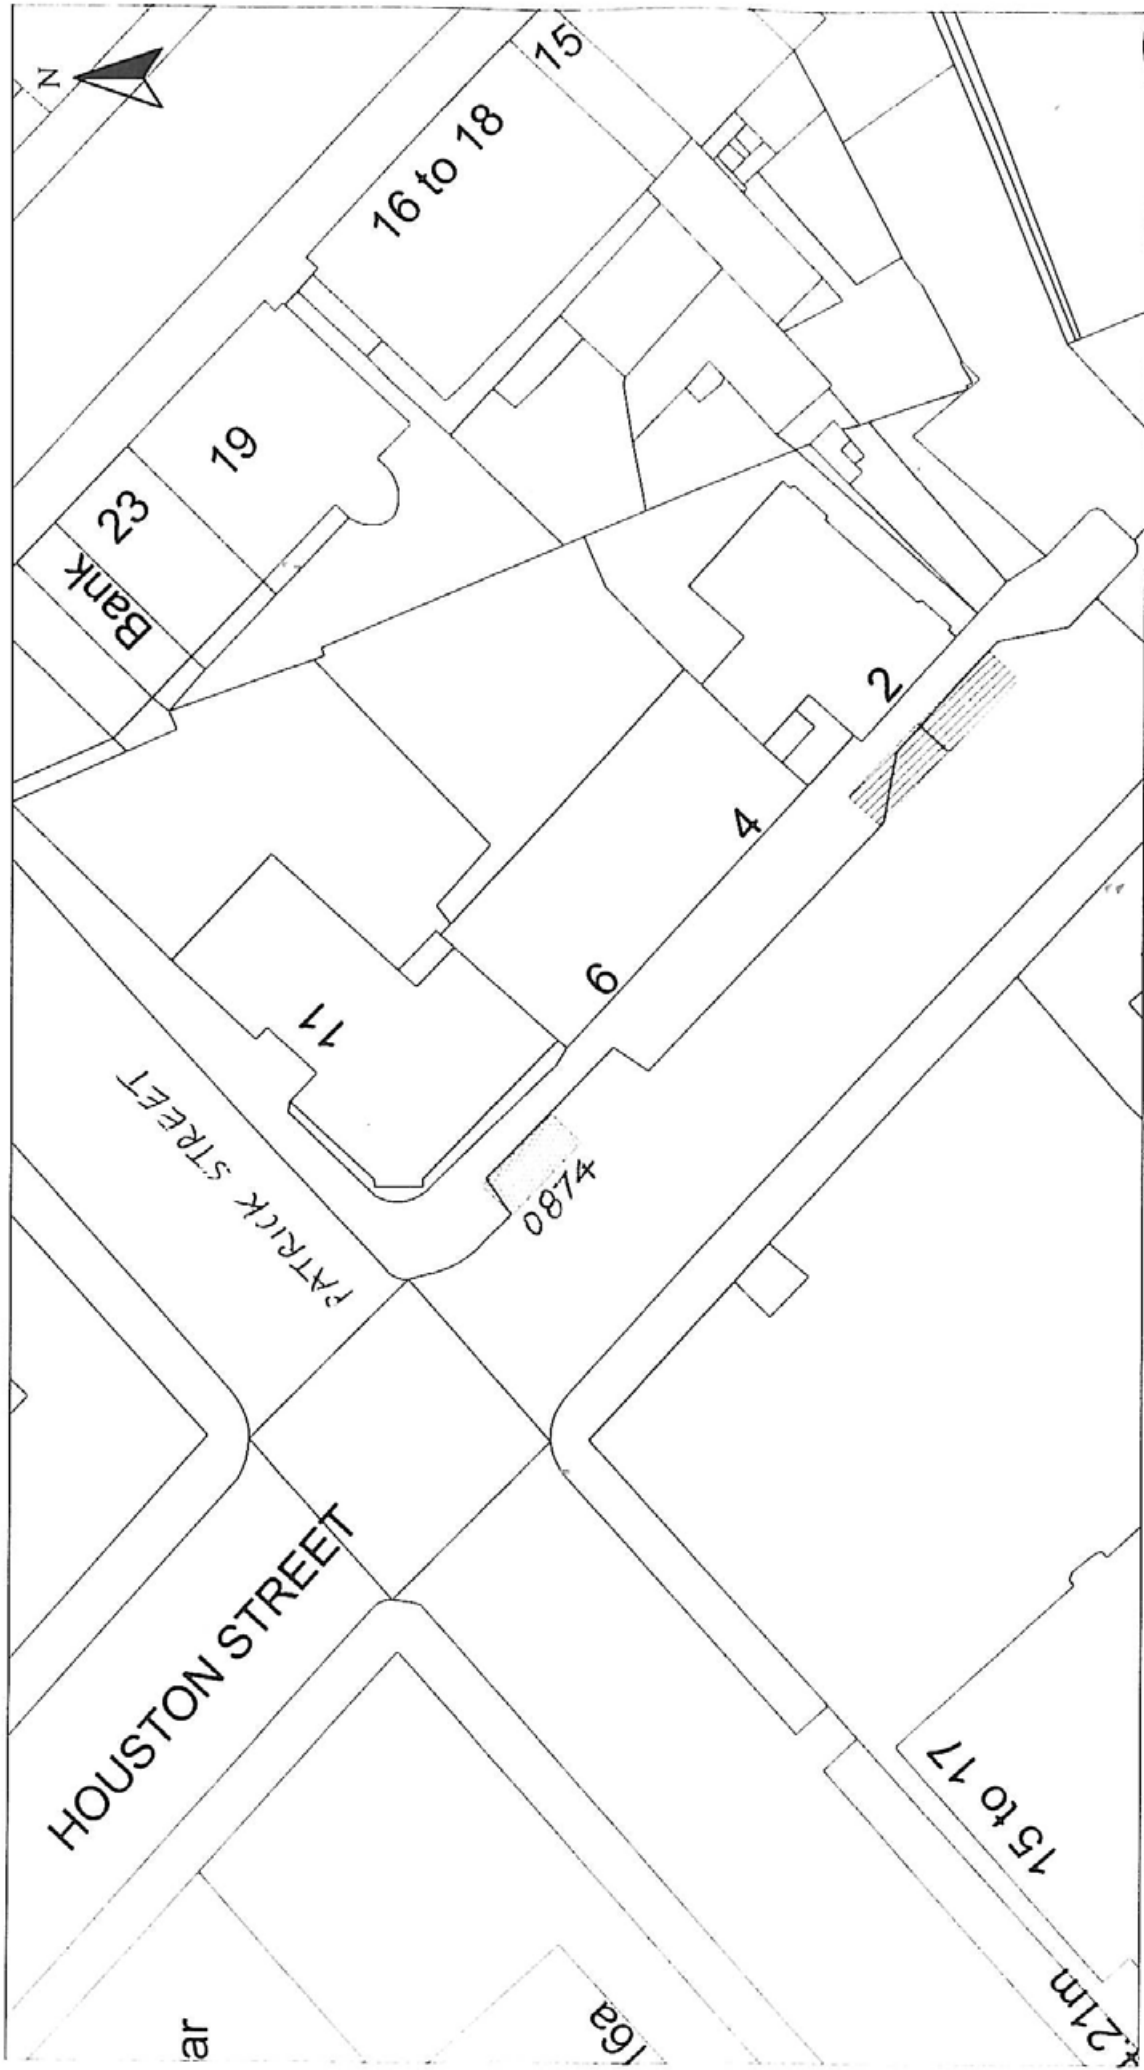 N
15
16 to 18
19
23
Bank
2
4
6
11
PATRICK STREET
0874
HOUSTON STREET
15 to 17
ar
16a
.21m